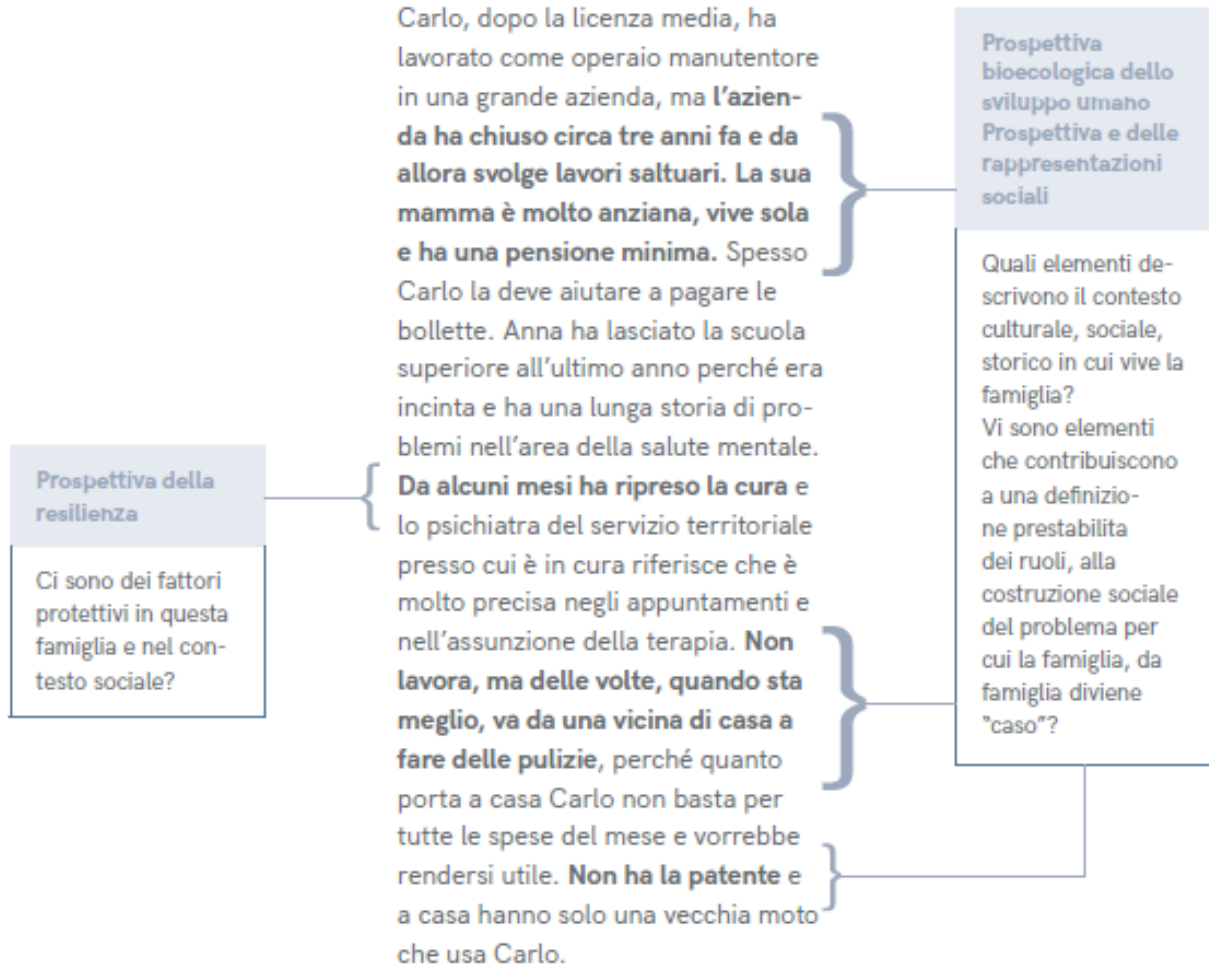 Carlo, dopo la licenza media, ha
lavorato come operaio manutentore
in una grande azienda, ma l'azien-
da ha chiuso circa tre anni fa e da
allora svolge lavori saltuari. La sua
mamma è molto anziana, vive sola
e ha una pensione minima. Spesso
Carlo la deve aiutare a pagare le
bollette. Anna ha lasciato la scuola
superiore all'ultimo anno perché era
incinta e ha una lunga storia di pro-
blemi nell'area della salute mentale.
Da alcuni mesi ha ripreso la cura e
lo psichiatra del servizio territoriale
presso cui è in cura riferisce che è
molto precisa negli appuntamenti e
nell'assunzione della terapia. Non
lavora, ma delle volte, quando sta
meglio, va da una vicina di casa a
fare delle pulizie, perché quanto
porta a casa Carlo non basta per
tutte le spese del mese e vorrebbe
rendersi utile. Non ha la patente e
a casa hanno solo una vecchia moto
che usa Carlo.
Prospettiva della
resilienza
Ci sono dei fattori
protettivi in questa
famiglia e nel con-
testo sociale?
Prospettiva
bioecologica dello
sviluppo umano
Prospettiva e delle
rappresentazioni
sociali
Quali elementi de-
scrivono il contesto
culturale, sociale,
storico in cui vive la
famiglia?
Vi sono elementi
che contribuiscono
a una definizio-
ne prestabilita
dei ruoli, alla
costruzione sociale
del problema per
cui la famiglia, da
famiglia diviene
"caso"?